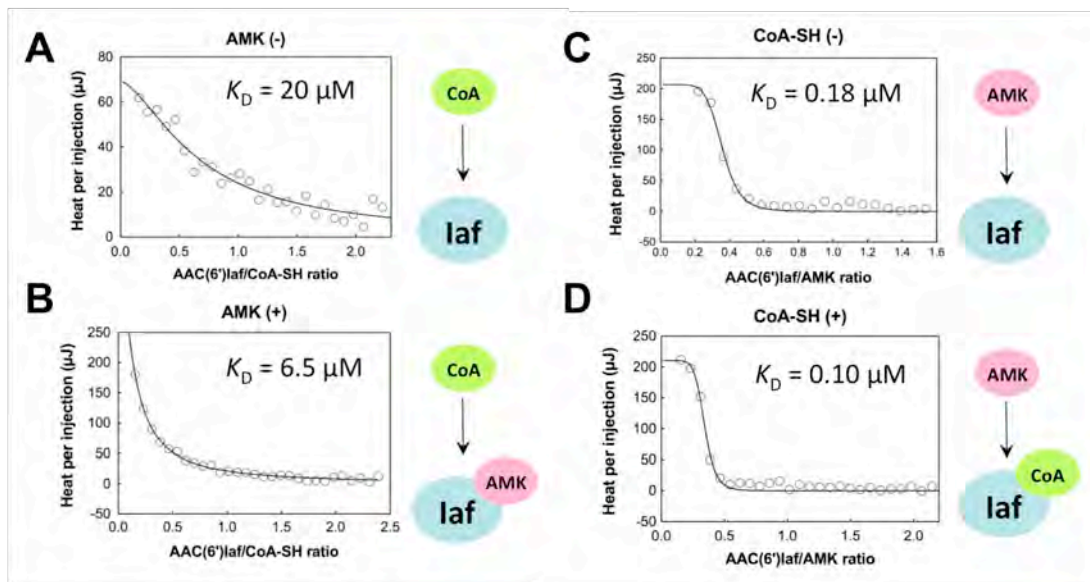 A
AMK (-)
80
60
40
20
0
Heat per injection (µJ)
K_D = 20 µM
0.0 0.5 1.0 1.5 2.0
AAC(6')Iaf/CoA-SH ratio
CoA
Iaf
B
AMK (+)
250
200
150
100
50
0
-50
Heat per injection (µJ)
K_D = 6.5 µM
0.0 0.5 1.0 1.5 2.0 2.5
AAC(6')Iaf/CoA-SH ratio
CoA
AMK
Iaf
C
CoA-SH (-)
250
200
150
100
50
0
-50
Heat per injection (µJ)
K_D = 0.18 µM
0.0 0.2 0.4 0.6 0.8 1.0 1.2 1.4 1.6
AAC(6')Iaf/AMK ratio
AMK
Iaf
D
CoA-SH (+)
250
200
150
100
50
0
-50
Heat per injection (µJ)
K_D = 0.10 µM
0.0 0.5 1.0 1.5 2.0
AAC(6')Iaf/AMK ratio
AMK
CoA
Iaf